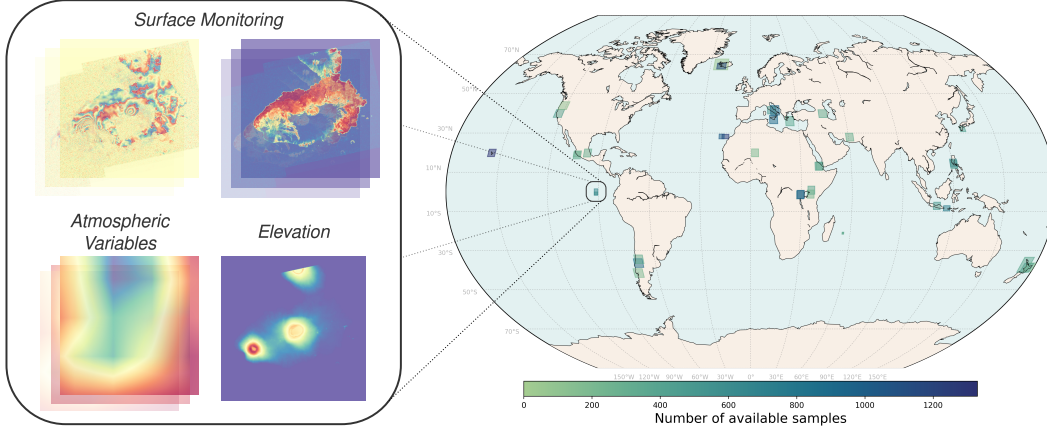 Surface Monitoring
Atmospheric
Variables
Elevation
70°N
50°N
30°N
10°N
10°S
30°S
50°S
70°S
150°W 120°W 90°W 60°W 30°W 0° 30°E 60°E 90°E 120°E 150°E
0 200 400 600 800 1000 1200
Number of available samples